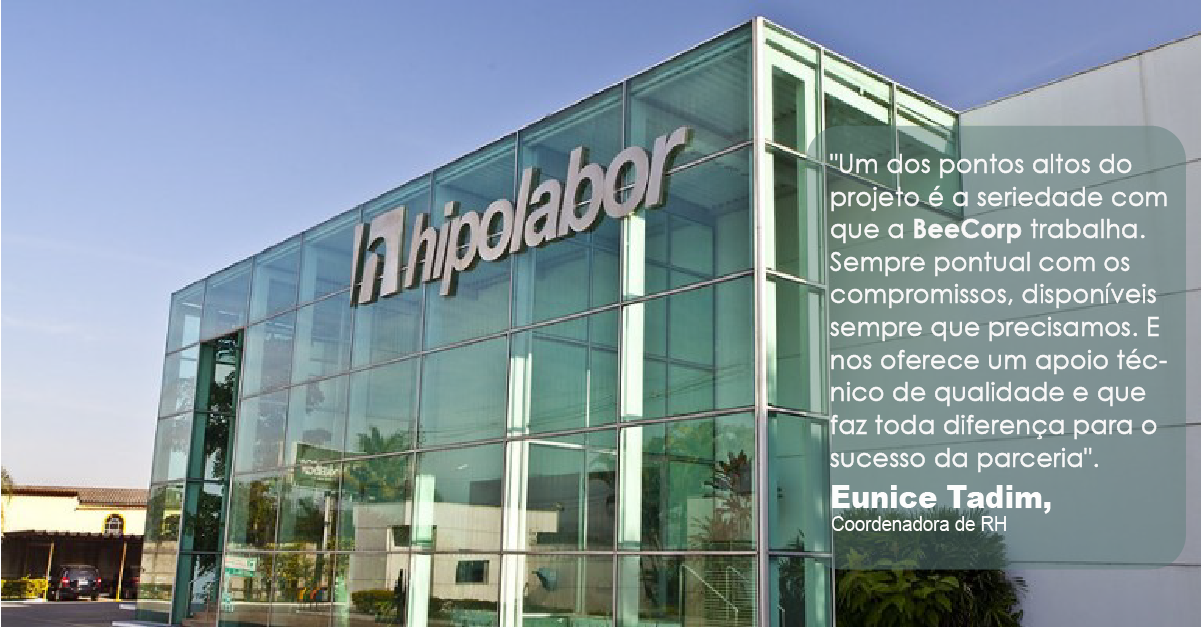 hipolabor
"Um dos pontos altos do
projeto é a seriedade com
que a BeeCorp trabalha.
Sempre pontual com os
compromissos, disponíveis
sempre que precisamos. E
nos oferece um apoio téc-
nico de qualidade e que
faz toda diferença para o
sucesso da parceria".
Eunice Tadim,
Coordenadora de RH